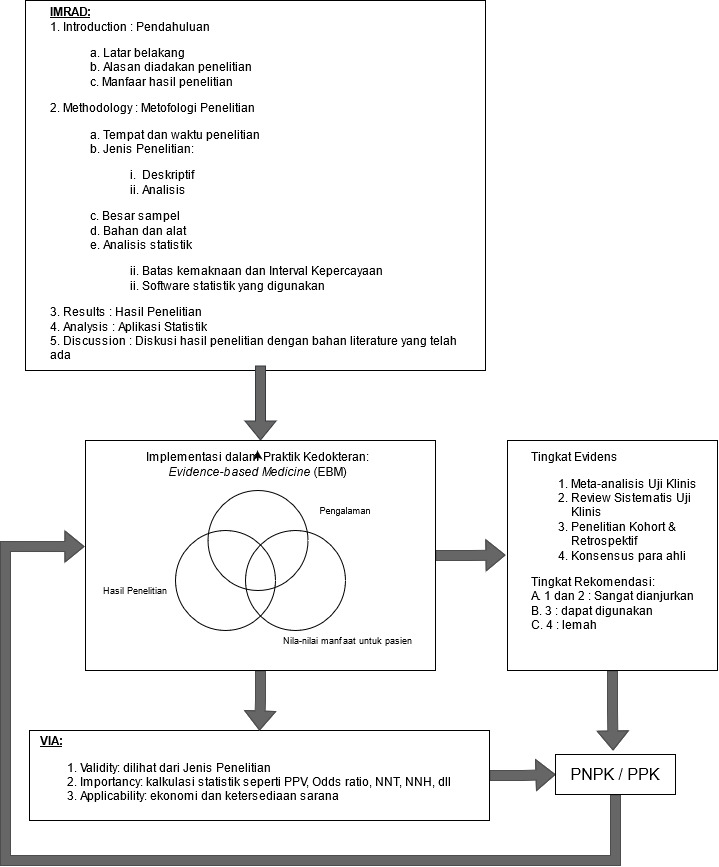 IMRAD:
1. Introduction : Pendahuluan
a. Latar belakang
b. Alasan diadakan penelitian
c. Manfaar hasil penelitian
2. Methodology : Metofologi Penelitian
a. Tempat dan waktu penelitian
b. Jenis Penelitian:
i. Deskriptif
ii. Analisis
c. Besar sampel
d. Bahan dan alat
e. Analisis statistik
ii. Batas kemaknaan dan Interval Kepercayaan
ii. Software statistik yang digunakan
3. Results : Hasil Penelitian
4. Analysis : Aplikasi Statistik
5. Discussion : Diskusi hasil penelitian dengan bahan literature yang telah
ada
Implementasi dalam Praktik Kedokteran:
Evidence-based Medicine (EBM)
Pengalaman
Hasil Penelitian
Nila-nilai manfaat untuk pasien
Tingkat Evidens
1. Meta-analisis Uji Klinis
2. Review Sistematis Uji
Klinis
3. Penelitian Kohort &
Retrospektif
4. Konsensus para ahli
Tingkat Rekomendasi:
A. 1 dan 2 : Sangat dianjurkan
B. 3 : dapat digunakan
C. 4 : lemah
VIA:
1. Validity: dilihat dari Jenis Penelitian
2. Importancy: kalkulasi statistik seperti PPV, Odds ratio, NNT, NNH, dll
3. Applicability: ekonomi dan ketersediaan sarana
PNPK / PPK